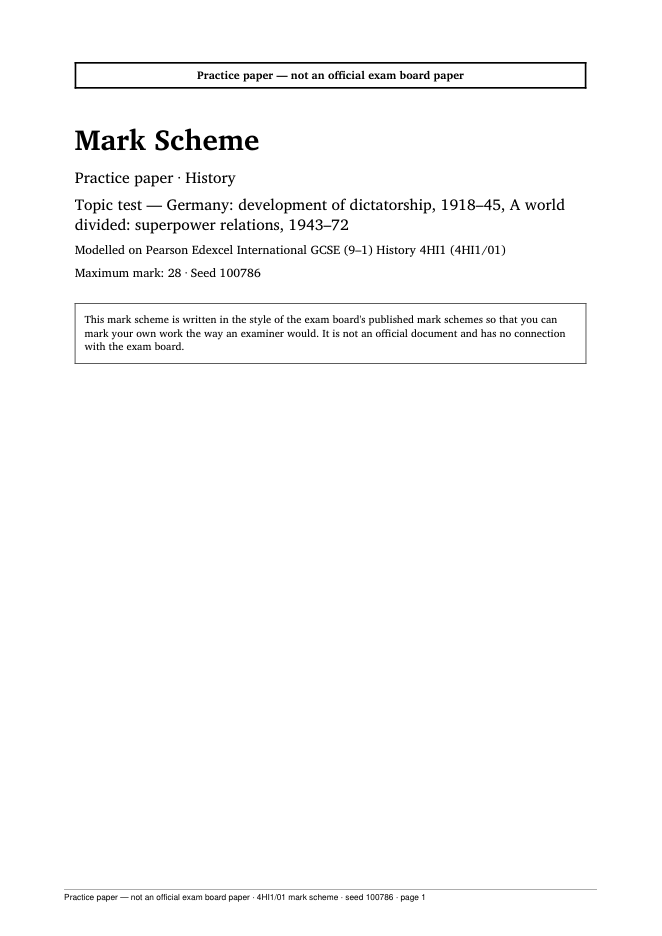 Practice paper — not an official exam board paper
Mark Scheme
Practice paper · History
Topic test — Germany: development of dictatorship, 1918–45, A world
divided: superpower relations, 1943–72
Modelled on Pearson Edexcel International GCSE (9–1) History 4HI1 (4HI1/01)
Maximum mark: 28 · Seed 100786
This mark scheme is written in the style of the exam board's published mark schemes so that you can
mark your own work the way an examiner would. It is not an official document and has no connection
with the exam board.
Practice paper — not an official exam board paper · 4HI1/01 mark scheme · seed 100786 · page 1